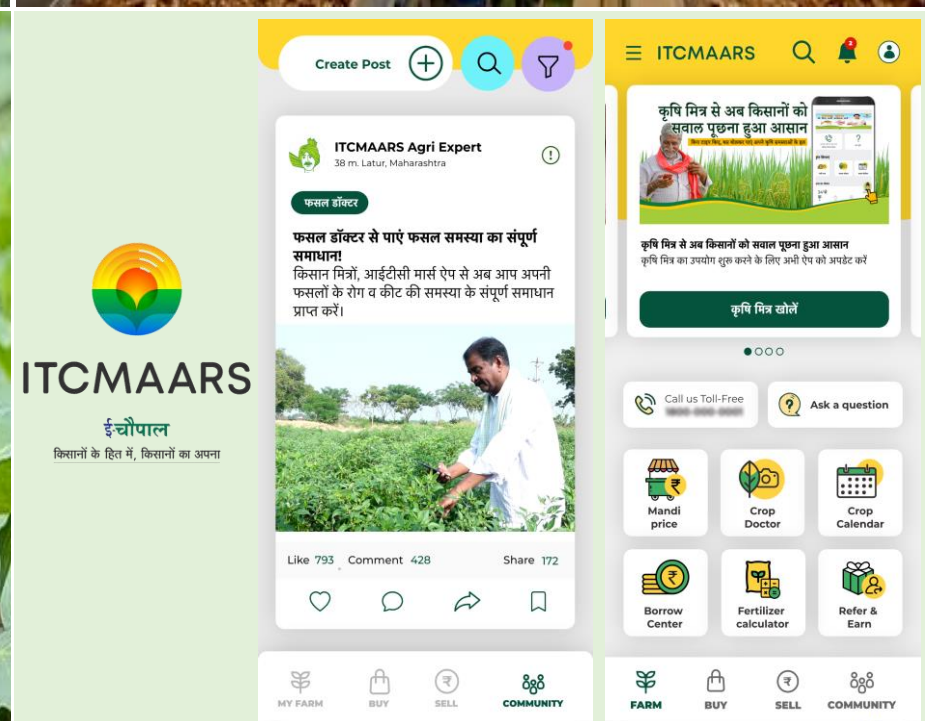 ITCMAARS
ई-चौपाल
किसानों के हित में, किसानों का अपना
Create Post
ITCMAARS Agri Expert
38 m. Latur, Maharashtra
फसल डॉक्टर
फसल डॉक्टर से पाएं फसल समस्या का संपूर्ण
समाधान!
किसान मित्रों, आईटीसी मार्स ऐप से अब आप अपनी
फसलों के रोग व कीट की समस्या के संपूर्ण समाधान
प्राप्त करें।
Like 793 Comment 428 Share 172
MY FARM BUY SELL COMMUNITY
ITCMAARS
2
कृषि मित्र से अब किसानों को
सवाल पूछना हुआ आसान
कृषि मित्र से अब किसानों को सवाल पूछना हुआ आसान
कृषि मित्र का उपयोग शुरू करने के लिए अभी ऐप को अपडेट करें
कृषि मित्र खोलें
Call us Toll-Free
Ask a question
Mandi
price
Crop
Doctor
Crop
Calendar
Borrow
Center
Fertilizer
calculator
Refer &
Earn
FARM BUY SELL COMMUNITY